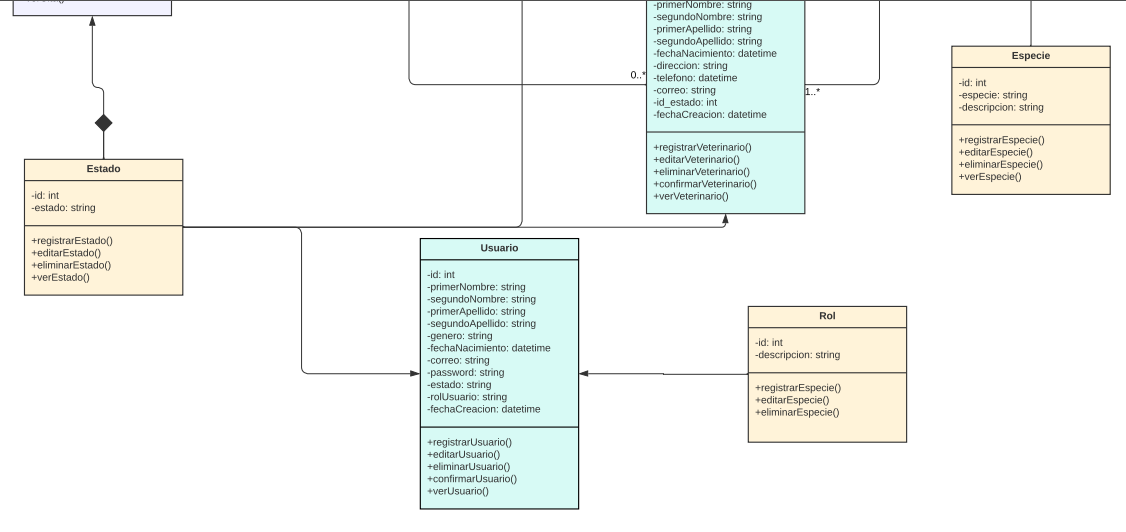 -primerNombre: string
-segundoNombre: string
-primerApellido: string
-segundoApellido: string
-fechaNacimiento: datetime
-direccion: string
-telefono: datetime
-correo: string
-id_estado: int
-fechaCreacion: datetime
+registrarVeterinario()
+editarVeterinario()
+eliminarVeterinario()
+confirmarVeterinario()
+verVeterinario()
0..*
1..*
Especie
-id: int
-especie: string
-descripcion: string
+registrarEspecie()
+editarEspecie()
+eliminarEspecie()
+verEspecie()
Estado
-id: int
-estado: string
+registrarEstado()
+editarEstado()
+eliminarEstado()
+verEstado()
Usuario
-id: int
-primerNombre: string
-segundoNombre: string
-primerApellido: string
-segundoApellido: string
-genero: string
-fechaNacimiento: datetime
-correo: string
-password: string
-estado: string
-rolUsuario: string
-fechaCreacion: datetime
+registrarUsuario()
+editarUsuario()
+eliminarUsuario()
+confirmarUsuario()
+verUsuario()
Rol
-id: int
-descripcion: string
+registrarEspecie()
+editarEspecie()
+eliminarEspecie()